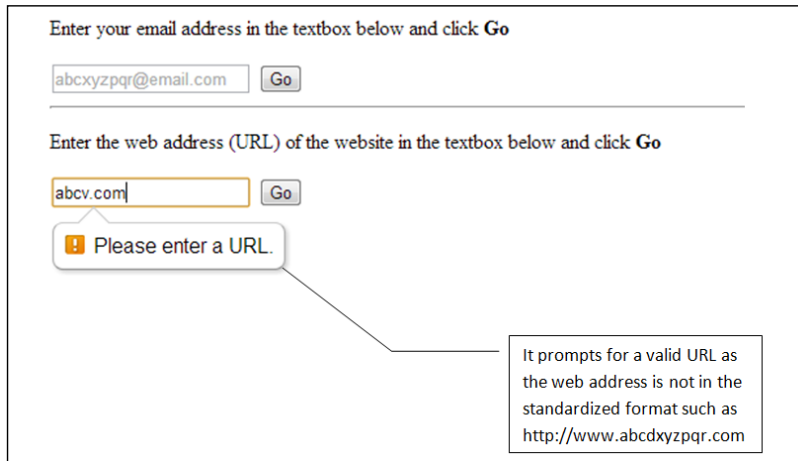 Enter your email address in the textbox below and click Go
abcxyzpqr@email.com Go
Enter the web address (URL) of the website in the textbox below and click Go
abcv.com Go
Please enter a URL.
It prompts for a valid URL as
the web address is not in the
standardized format such as
http://www.abcdxyzpqr.com